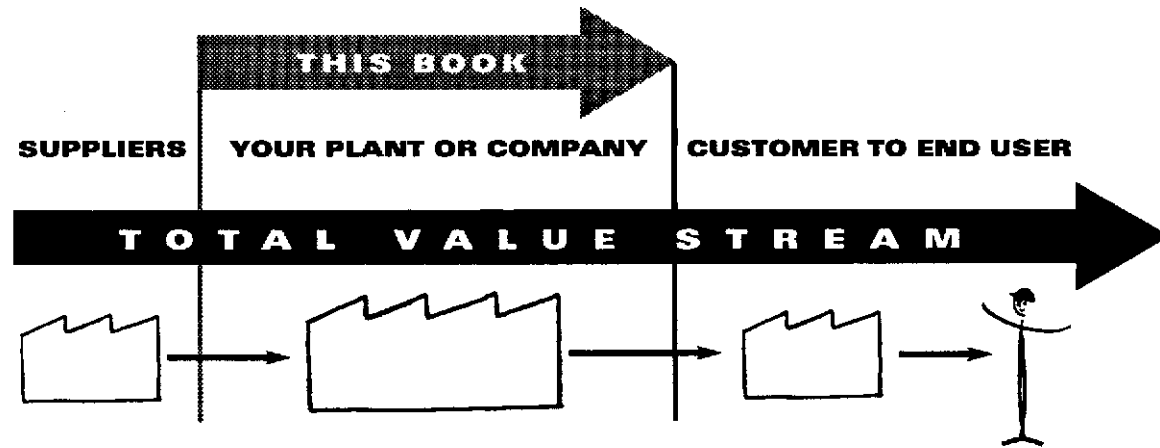 THIS BOOK
SUPPLIERS
YOUR PLANT OR COMPANY
CUSTOMER TO END USER
TOTAL VALUE STREAM